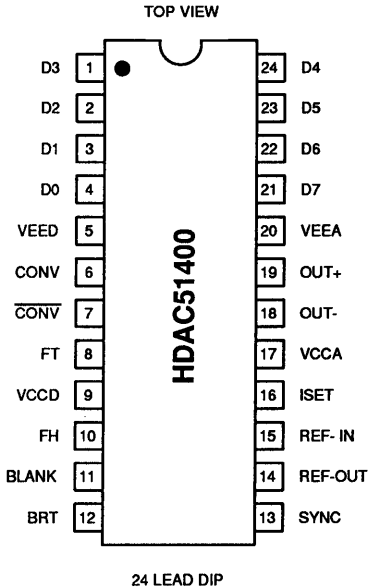 TOP VIEW
D3 1 24 D4
D2 2 23 D5
D1 3 22 D6
D0 4 21 D7
VEED 5 20 VEEA
CONV 6 19 OUT+
CONV 7 18 OUT-
FT 8 17 VCCA
VCCD 9 16 ISET
FH 10 15 REF- IN
BLANK 11 14 REF-OUT
BRT 12 13 SYNC
HDAC51400
24 LEAD DIP